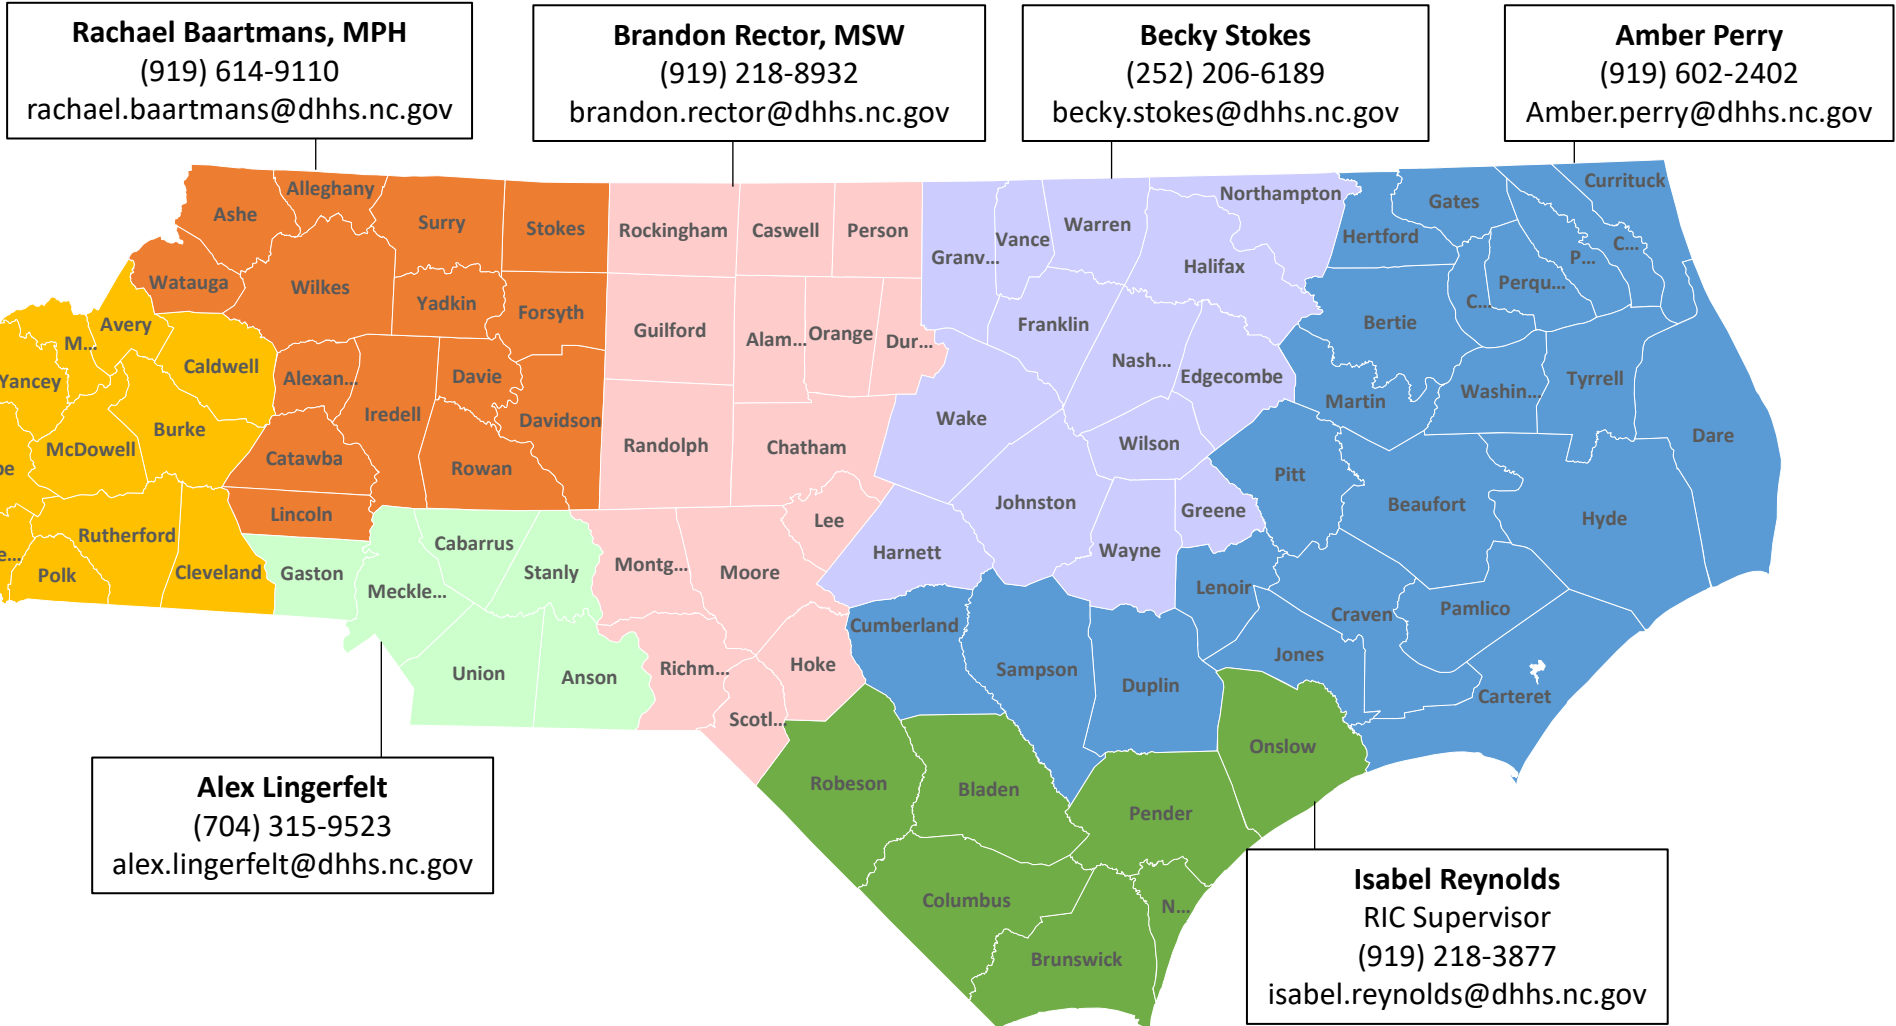 Rachael Baartmans, MPH
(919) 614-9110
rachael.baartmans@dhhs.nc.gov
Brandon Rector, MSW
(919) 218-8932
brandon.rector@dhhs.nc.gov
Becky Stokes
(252) 206-6189
becky.stokes@dhhs.nc.gov
Amber Perry
(919) 602-2402
Amber.perry@dhhs.nc.gov
Ashe
Alleghany
Surry
Stokes
Rockingham
Caswell
Person
Granv...
Vance
Warren
Northampton
Halifax
Hertford
Gates
Currituck
C...
P...
Perqu...
C...
Watauga
Wilkes
Yadkin
Forsyth
Guilford
Alam...
Orange
Dur...
Franklin
Nash...
Edgecombe
Bertie
Martin
Washin...
Tyrrell
Dare
Avery
M...
Yancey
Caldwell
Alexan...
Iredell
Davie
Davidson
Randolph
Chatham
Wake
Wilson
Pitt
Beaufort
Hyde
be
McDowell
Burke
Catawba
Rowan
Lincoln
Lee
Johnston
Greene
e...
Polk
Rutherford
Cleveland
Gaston
Meckle...
Cabarrus
Stanly
Montg...
Moore
Harnett
Wayne
Lenoir
Craven
Pamlico
Jones
Carteret
Union
Anson
Richm...
Scotl...
Hoke
Cumberland
Sampson
Duplin
Onslow
Robeson
Bladen
Pender
Columbus
Brunswick
N...
Alex Lingerfelt
(704) 315-9523
alex.lingerfelt@dhhs.nc.gov
Isabel Reynolds
RIC Supervisor
(919) 218-3877
isabel.reynolds@dhhs.nc.gov